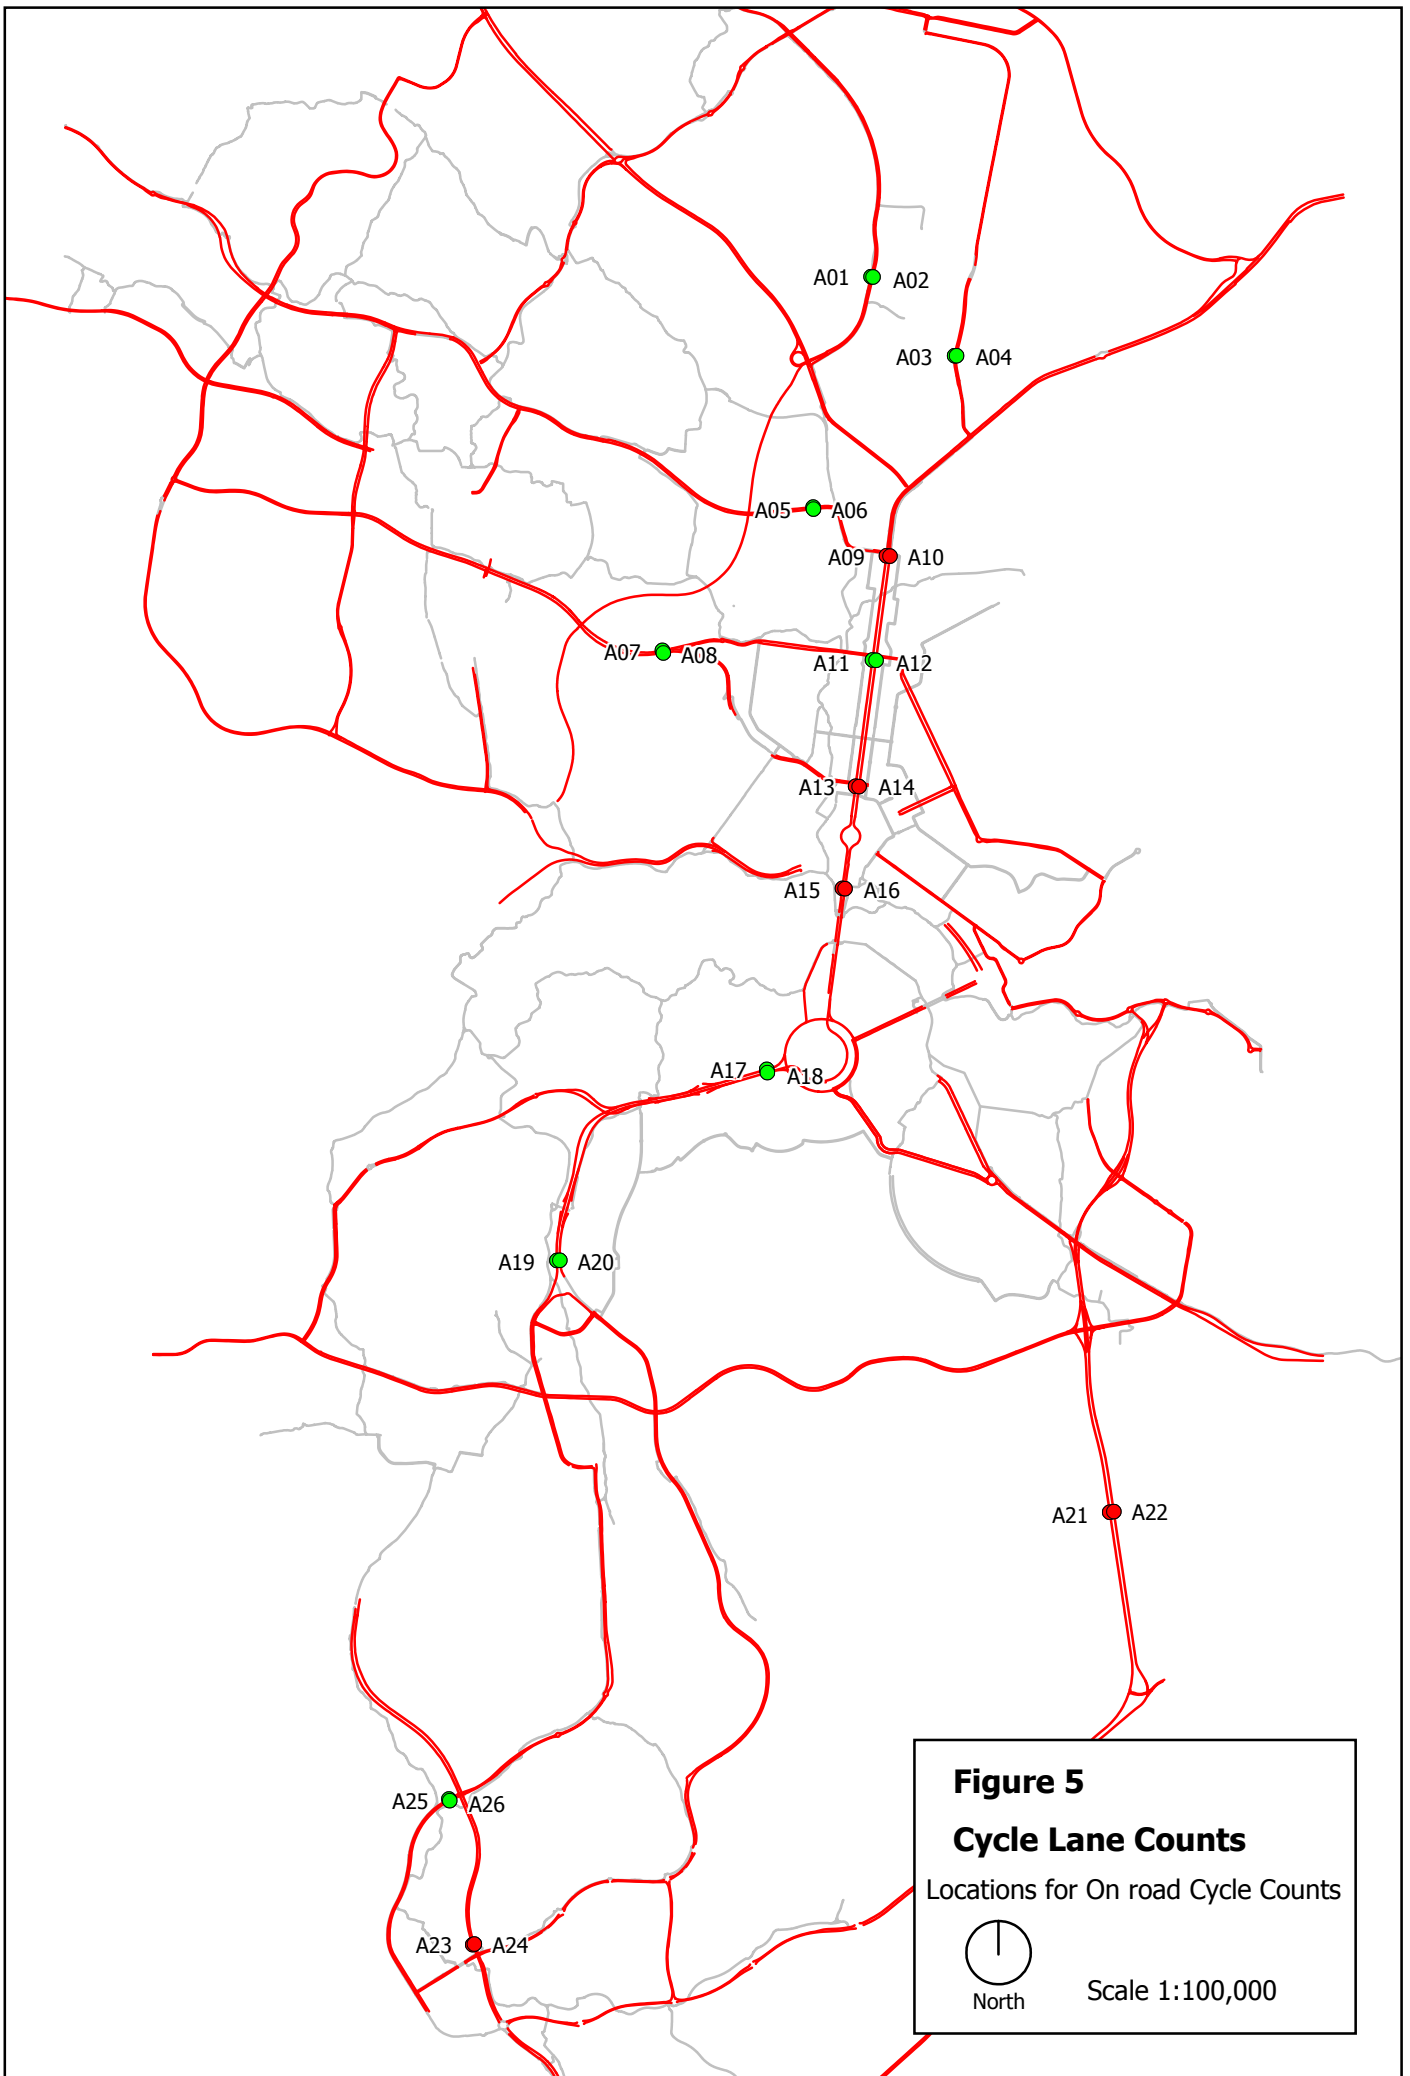 A01 A02
A03 A04
A05 A06
A09 A10
A07 A08
A11 A12
A13 A14
A15 A16
A17 A18
A19 A20
A21 A22
A25 A26
A23 A24
Figure 5
Cycle Lane Counts
Locations for On road Cycle Counts
North
Scale 1:100,000